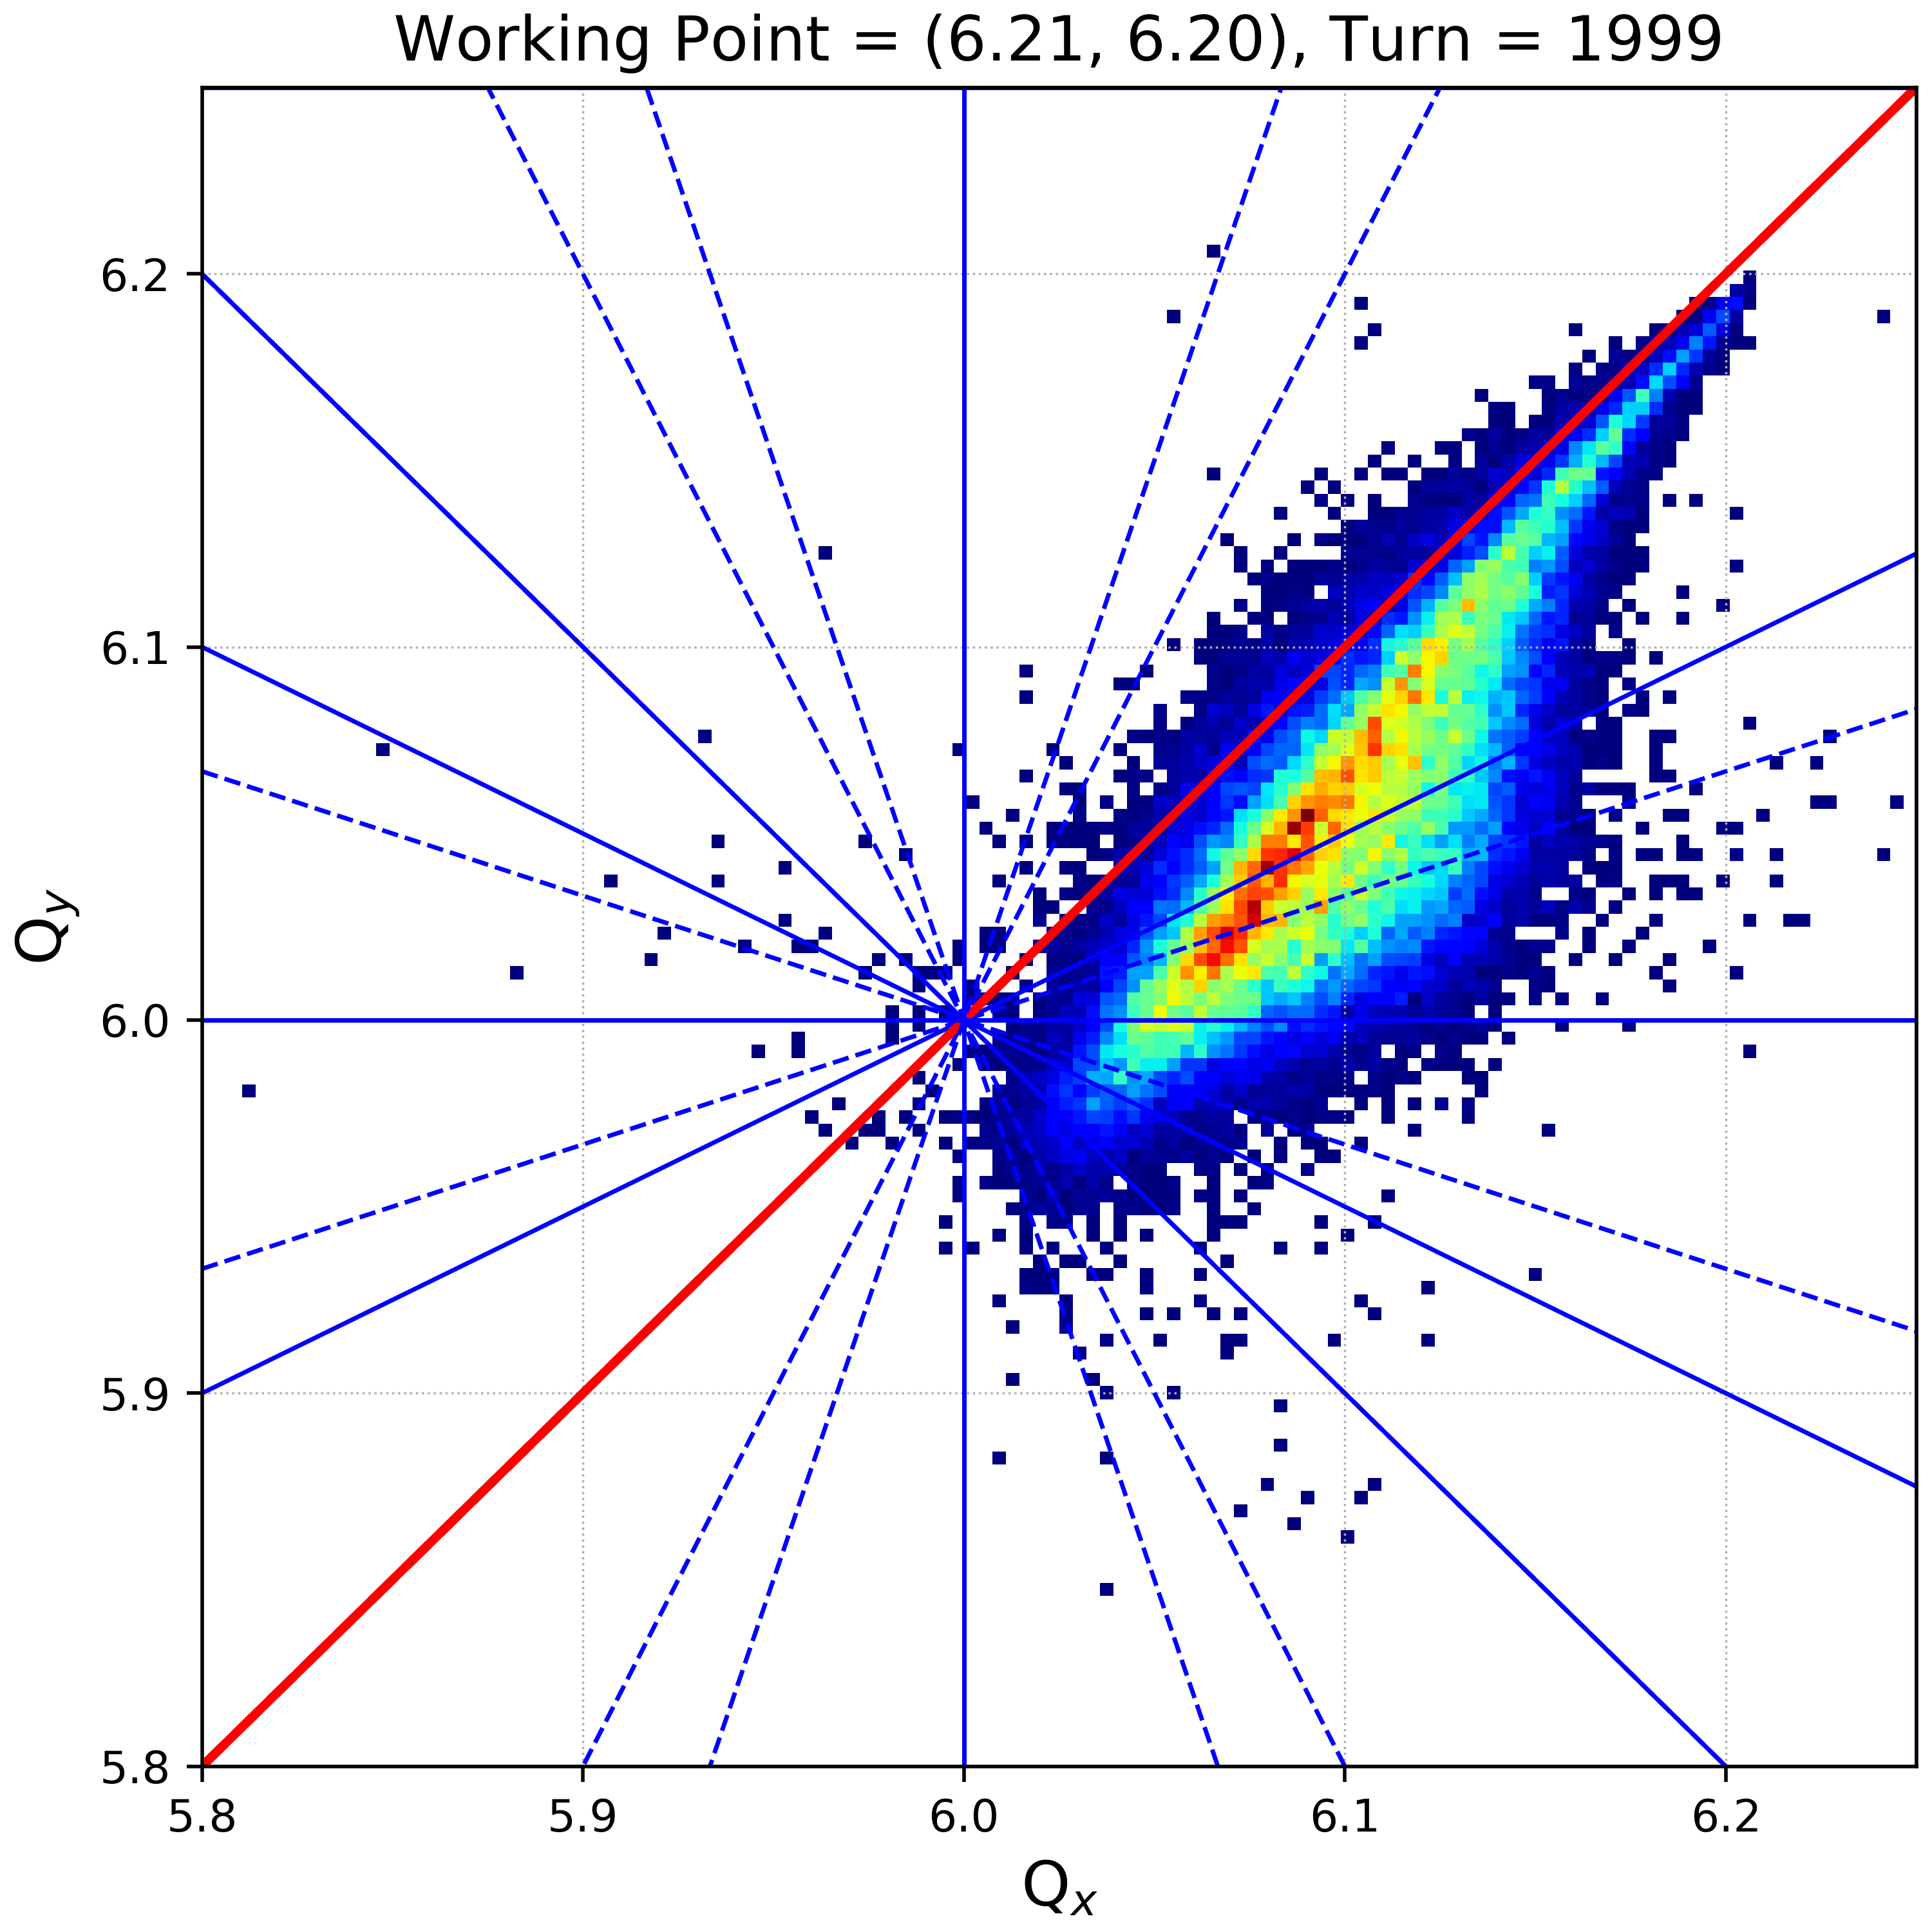 Working Point = (6.21, 6.20), Turn = 1999
6.2
6.1
6.0
5.9
5.8
Qy
5.8 5.9 6.0 6.1 6.2
Qx